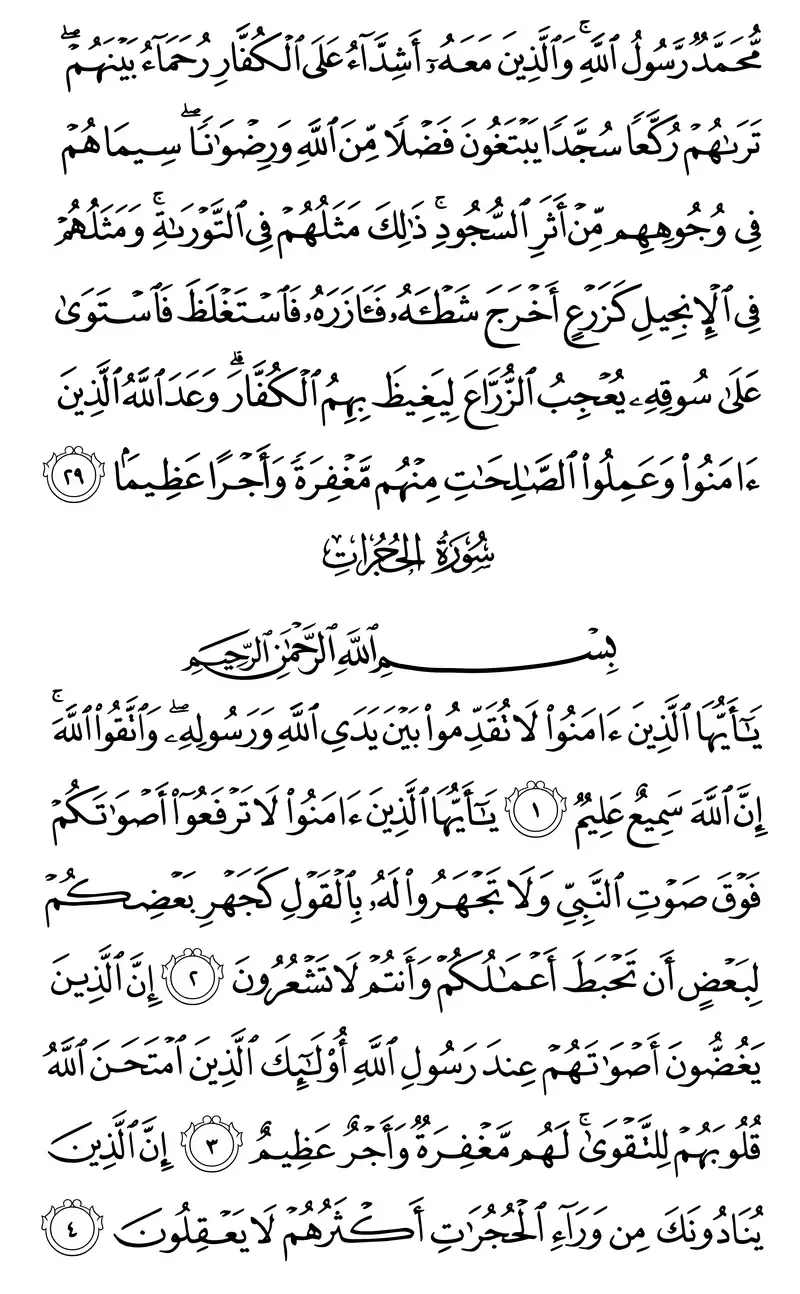 مُّحَمَّدٌ رَّسُولُ ٱللَّهِۚ وَٱلَّذِينَ مَعَهُۥٓ أَشِدَّآءُ عَلَى ٱلْكُفَّارِ رُحَمَآءُ بَيْنَهُمْۖ
تَرَىٰهُمْ رُكَّعًا سُجَّدًا يَبْتَغُونَ فَضْلًا مِّنَ ٱللَّهِ وَرِضْوَٰنًاۖ سِيمَاهُمْ
فِى وُجُوهِهِم مِّنْ أَثَرِ ٱلسُّجُودِۚ ذَٰلِكَ مَثَلُهُمْ فِى ٱلتَّوْرَىٰةِۚ وَمَثَلُهُمْ
فِى ٱلْإِنجِيلِ كَزَرْعٍ أَخْرَجَ شَطْـَٔهُۥ فَـَٔازَرَهُۥ فَٱسْتَغْلَظَ فَٱسْتَوَىٰ
عَلَىٰ سُوقِهِۦ يُعْجِبُ ٱلزُّرَّاعَ لِيَغِيظَ بِهِمُ ٱلْكُفَّارَۗ وَعَدَ ٱللَّهُ ٱلَّذِينَ
ءَامَنُوا۟ وَعَمِلُوا۟ ٱلصَّٰلِحَٰتِ مِنْهُم مَّغْفِرَةً وَأَجْرًا عَظِيمًۢا ٢٩
سُورَةُ الحُجُرَاتِ
بِسْمِ ٱللَّهِ ٱلرَّحْمَٰنِ ٱلرَّحِيمِ
يَٰٓأَيُّهَا ٱلَّذِينَ ءَامَنُوا۟ لَا تُقَدِّمُوا۟ بَيْنَ يَدَىِ ٱللَّهِ وَرَسُولِهِۦۖ وَٱتَّقُوا۟ ٱللَّهَۚ
إِنَّ ٱللَّهَ سَمِيعٌ عَلِيمٌ ١ يَٰٓأَيُّهَا ٱلَّذِينَ ءَامَنُوا۟ لَا تَرْفَعُوٓا۟ أَصْوَٰتَكُمْ
فَوْقَ صَوْتِ ٱلنَّبِىِّ وَلَا تَجْهَرُوا۟ لَهُۥ بِٱلْقَوْلِ كَجَهْرِ بَعْضِكُمْ
لِبَعْضٍ أَن تَحْبَطَ أَعْمَٰلُكُمْ وَأَنتُمْ لَا تَشْعُرُونَ ٢ إِنَّ ٱلَّذِينَ
يَغُضُّونَ أَصْوَٰتَهُمْ عِندَ رَسُولِ ٱللَّهِ أُو۟لَٰٓئِكَ ٱلَّذِينَ ٱمْتَحَنَ ٱللَّهُ
قُلُوبَهُمْ لِلتَّقْوَىٰۚ لَهُم مَّغْفِرَةٌ وَأَجْرٌ عَظِيمٌ ٣ إِنَّ ٱلَّذِينَ
يُنَادُونَكَ مِن وَرَآءِ ٱلْحُجُرَٰتِ أَكْثَرُهُمْ لَا يَعْقِلُونَ ٤